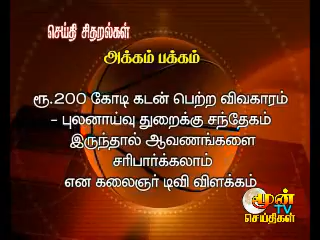 செய்தி சிதறல்கள்
அக்கம் பக்கம்
ரூ.200 கோடி கடன் பெற்ற விவகாரம்
- புலனாய்வு துறைக்கு சந்தேகம்
இருந்தால் ஆவணங்களை
சரிபார்க்கலாம்
என கலைஞர் டிவி விளக்கம்
மூன்
TV
செய்திகள்